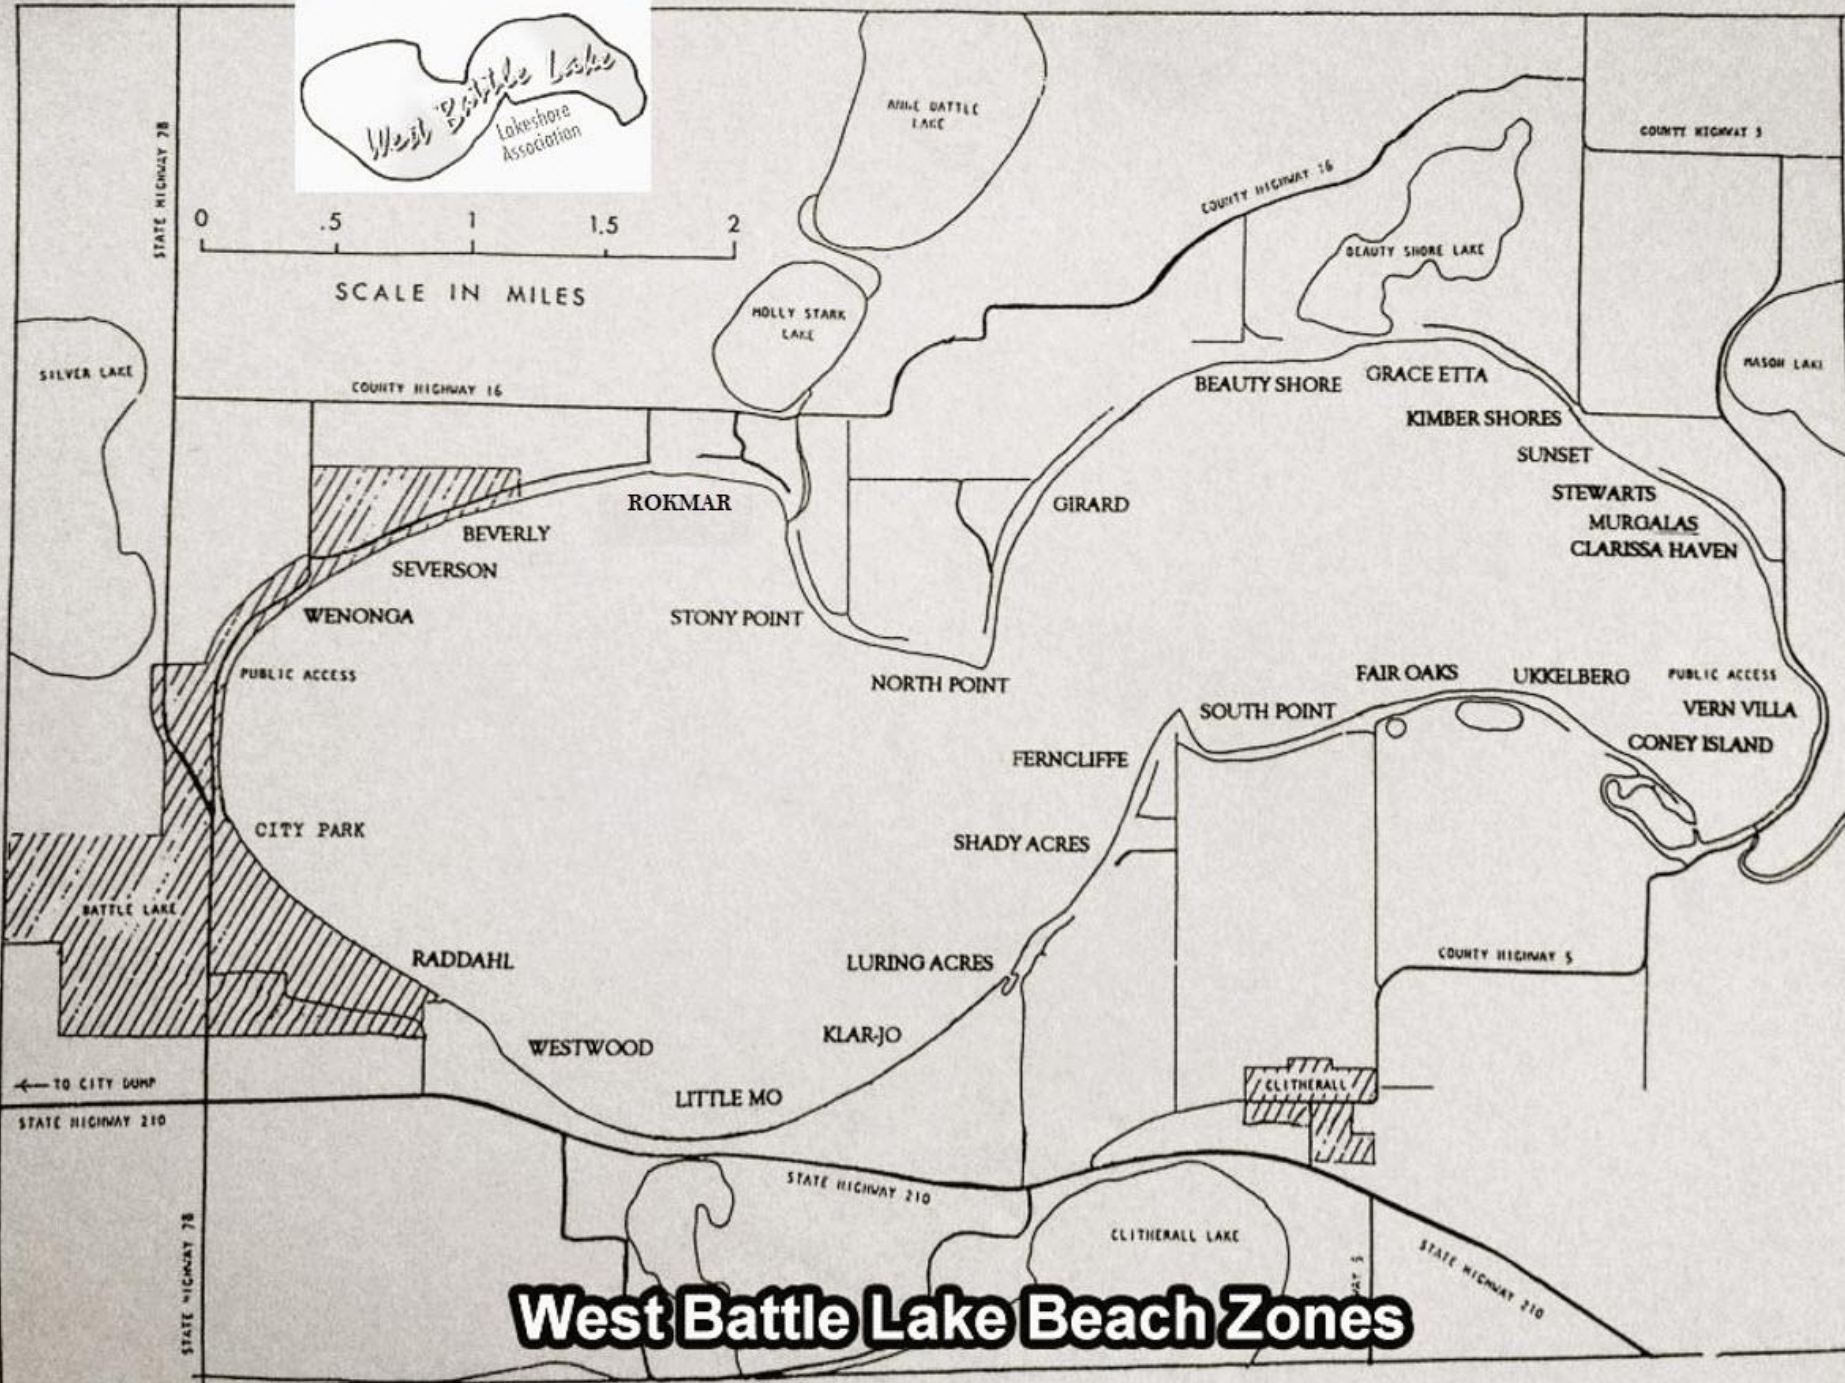 West Battle Lake
Lakeshore
Association
STATE HIGHWAY 78
0 .5 1 1.5 2
SCALE IN MILES
BATTLE
LAKE
COUNTY HIGHWAY 3
COUNTY HIGHWAY 16
BEAUTY SHORE LAKE
MOLLY STARK
LAKE
SILVER LAKE
COUNTY HIGHWAY 16
MASON LAKE
BEAUTY SHORE
GRACE ETTA
KIMBER SHORES
SUNSET
STEWARTS
MURGALAS
CLARISSA HAVEN
ROKMAR
GIRARD
BEVERLY
SEVERSON
WENONGA
STONY POINT
PUBLIC ACCESS
NORTH POINT
FAIR OAKS
UKKELBERG
PUBLIC ACCESS
SOUTH POINT
VERN VILLA
CONEY ISLAND
FERNCLIFFE
CITY PARK
SHADY ACRES
BATTLE LAKE
RADDAHL
LURING ACRES
COUNTY HIGHWAY 5
KLAR-JO
WESTWOOD
LITTLE MO
TO CITY DUMP
CLITHERALL
STATE HIGHWAY 210
STATE HIGHWAY 210
CLITHERALL LAKE
STATE HIGHWAY 78
STATE HIGHWAY 210
WAY 5
West Battle Lake Beach Zones